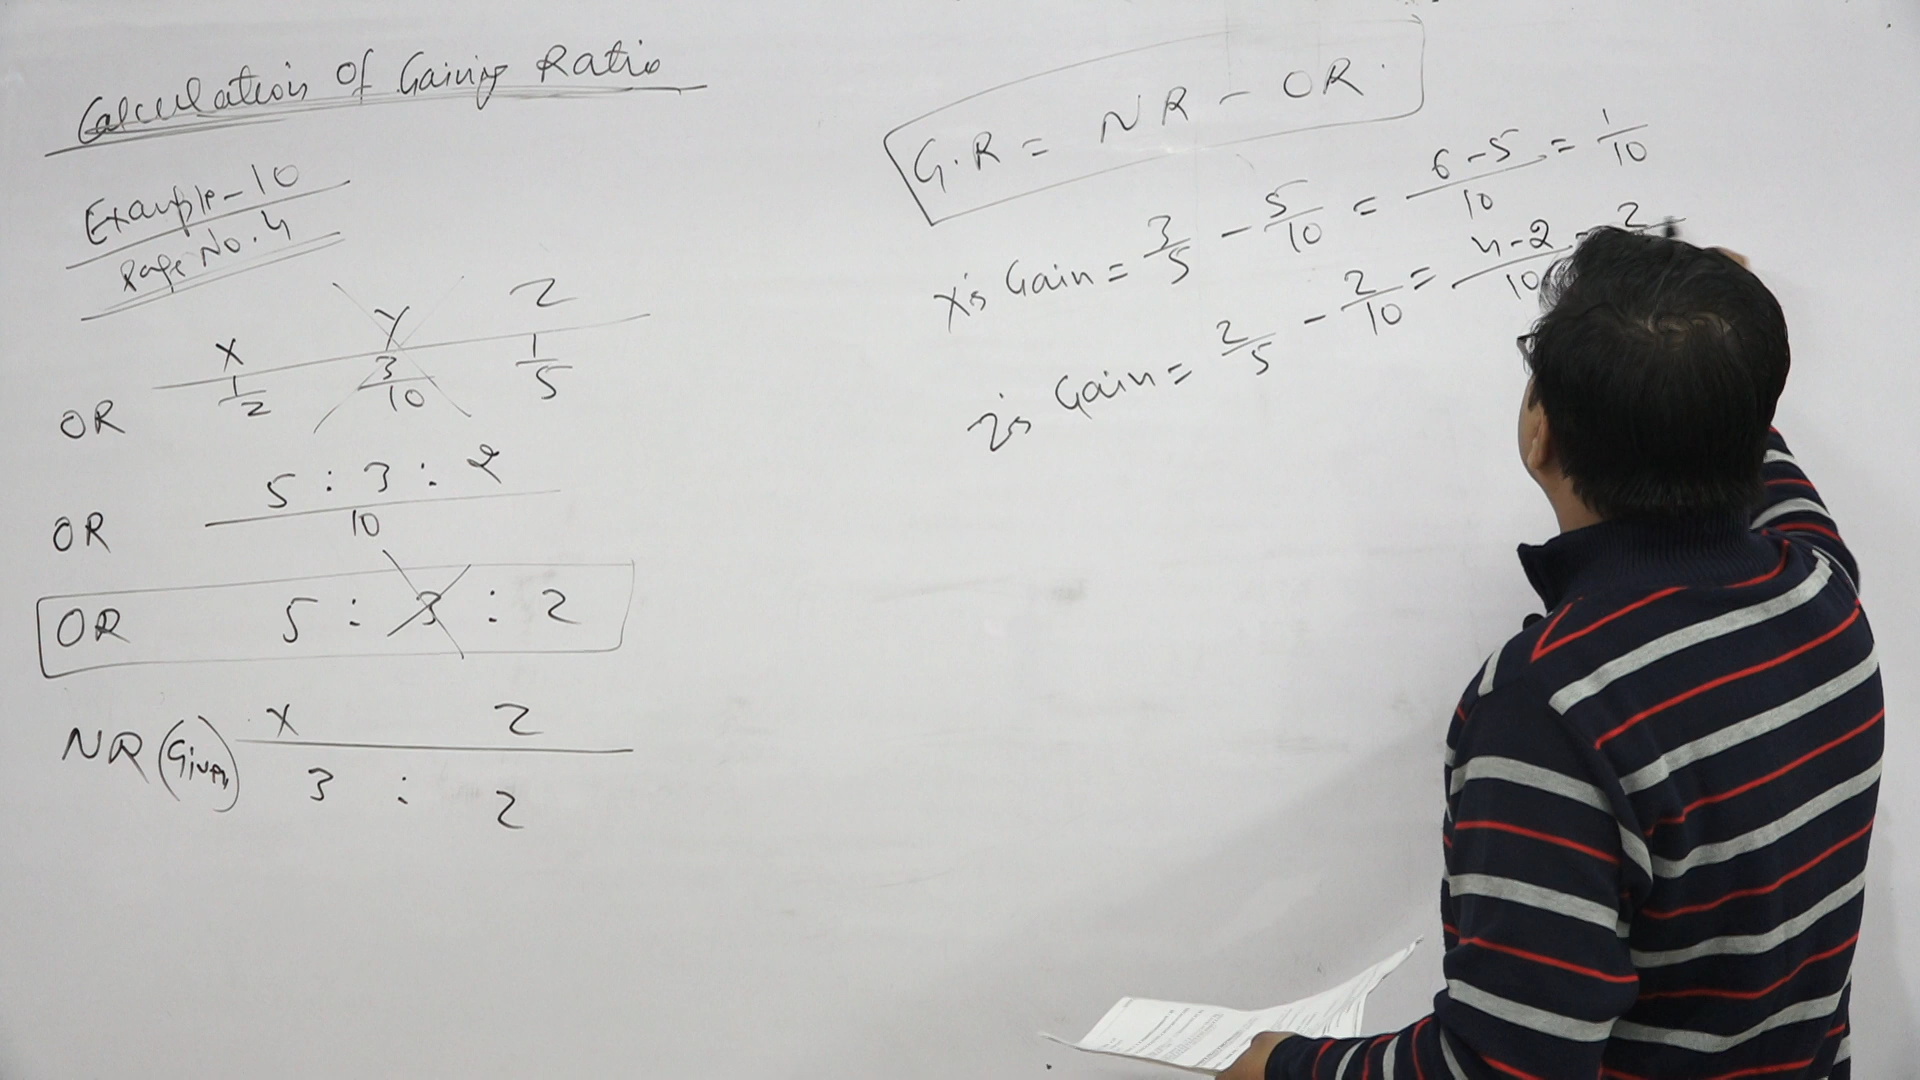 Calculation Of Gaining Ratio
Example-10
Page No. 4
X Y Z
OR 1/2 3/10 1/5
OR 5 : 3 : 2
10
OR 5 : 3 : 2
NR (Given) X Z
3 : 2
G.R = NR - OR
X's Gain = 3/5 - 5/10 = 6-5/10 = 1/10
Z's Gain = 2/5 - 2/10 = 4-2/10 = 2